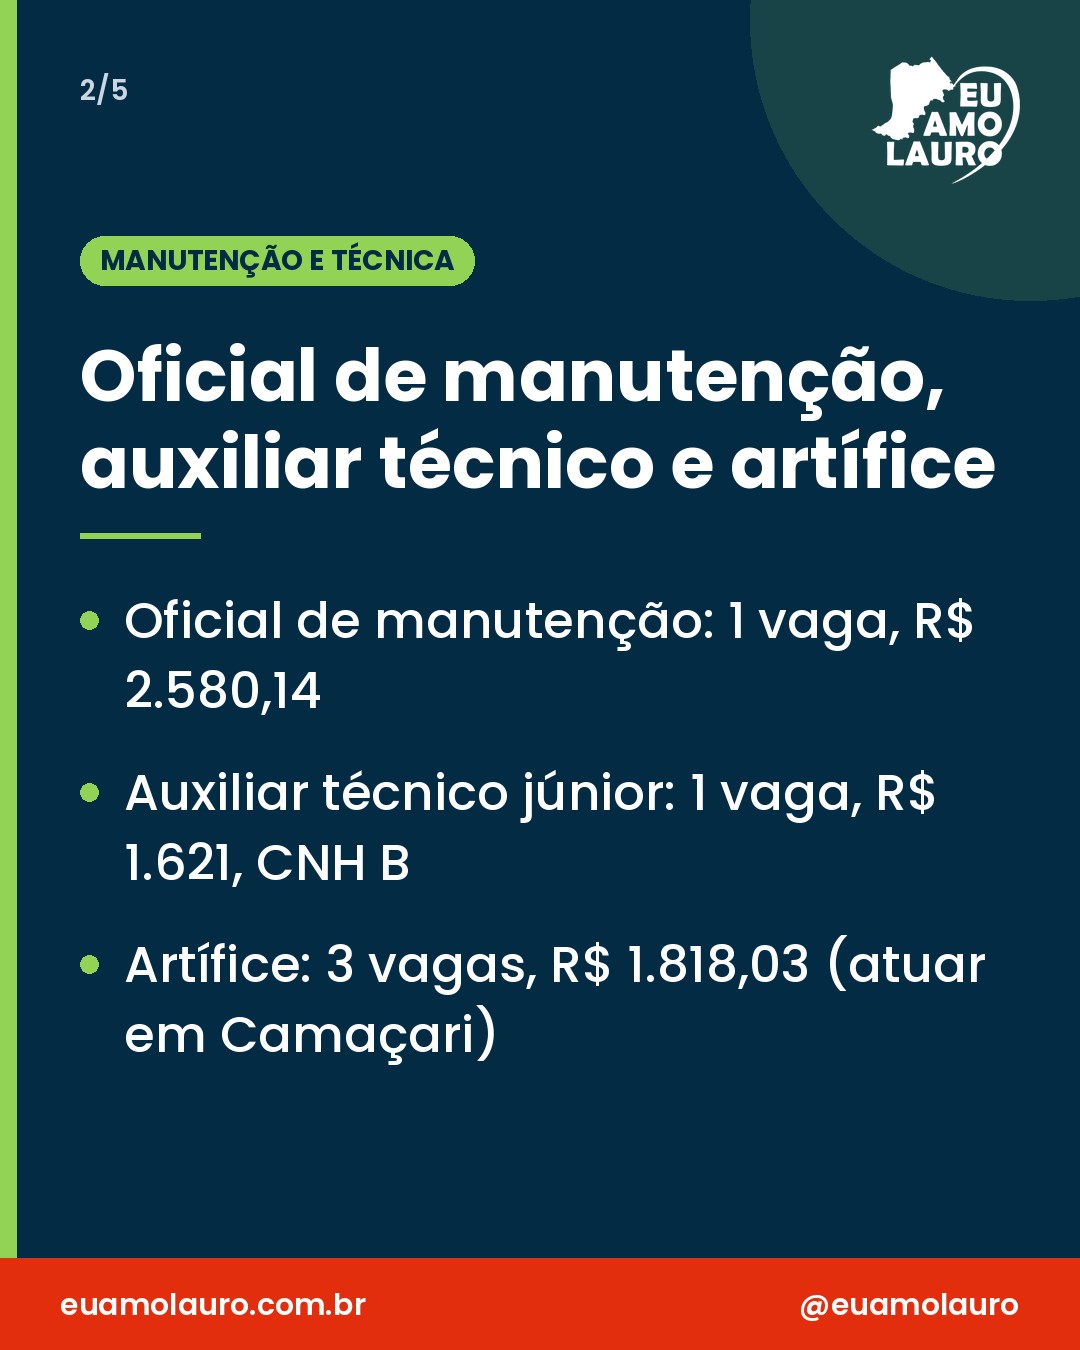 2/5
EU
AMO
LAURO
MANUTENÇÃO E TÉCNICA
Oficial de manutenção,
auxiliar técnico e artífice
Oficial de manutenção: 1 vaga, R$
2.580,14
Auxiliar técnico júnior: 1 vaga, R$
1.621, CNH B
Artífice: 3 vagas, R$ 1.818,03 (atuar
em Camaçari)
euamolauro.com.br
@euamolauro